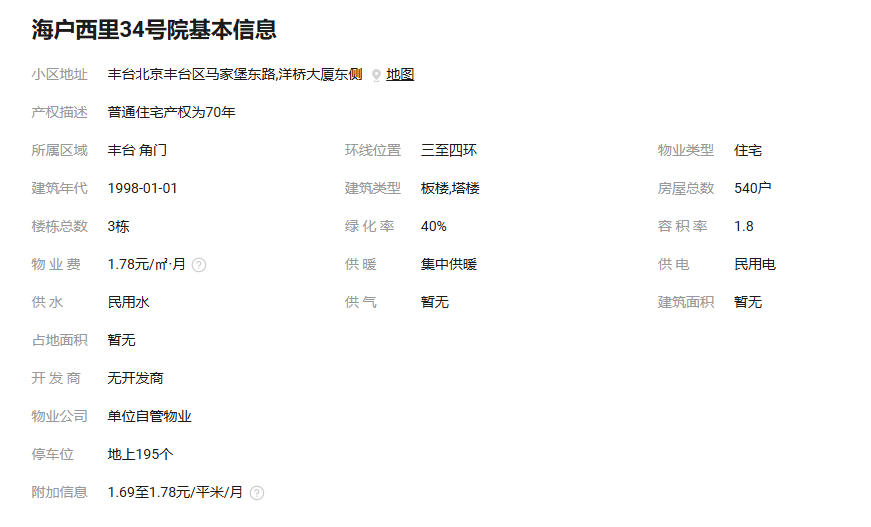 海户西里34号院基本信息
小区地址 丰台北京丰台区马家堡东路,洋桥大厦东侧 地图
产权描述 普通住宅产权为70年
所属区域 丰台 角门 环线位置 三至四环 物业类型 住宅
建筑年代 1998-01-01 建筑类型 板楼,塔楼 房屋总数 540户
楼栋总数 3栋 绿 化 率 40% 容 积 率 1.8
物 业 费 1.78元/㎡·月 ? 供 暖 集中供暖 供 电 民用电
供 水 民用水 供 气 暂无 建筑面积 暂无
占地面积 暂无
开 发 商 无开发商
物业公司 单位自管物业
停车位 地上195个
附加信息 1.69至1.78元/平米/月 ?